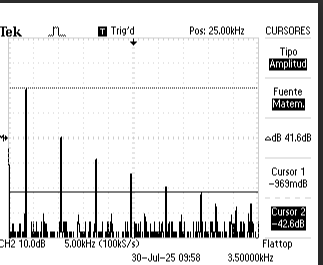 Tek
T Trig'd
Pos: 25.00kHz
CURSORES
Tipo
Amplitud
Fuente
Matem.
M
△dB 41.6dB
Cursor 1
-969mdB
Cursor 2
-42.6dB
CH2 10.0dB
5.00kHz (100kS/s)
Flattop
30-Jul-25 09:58
3.50000kHz